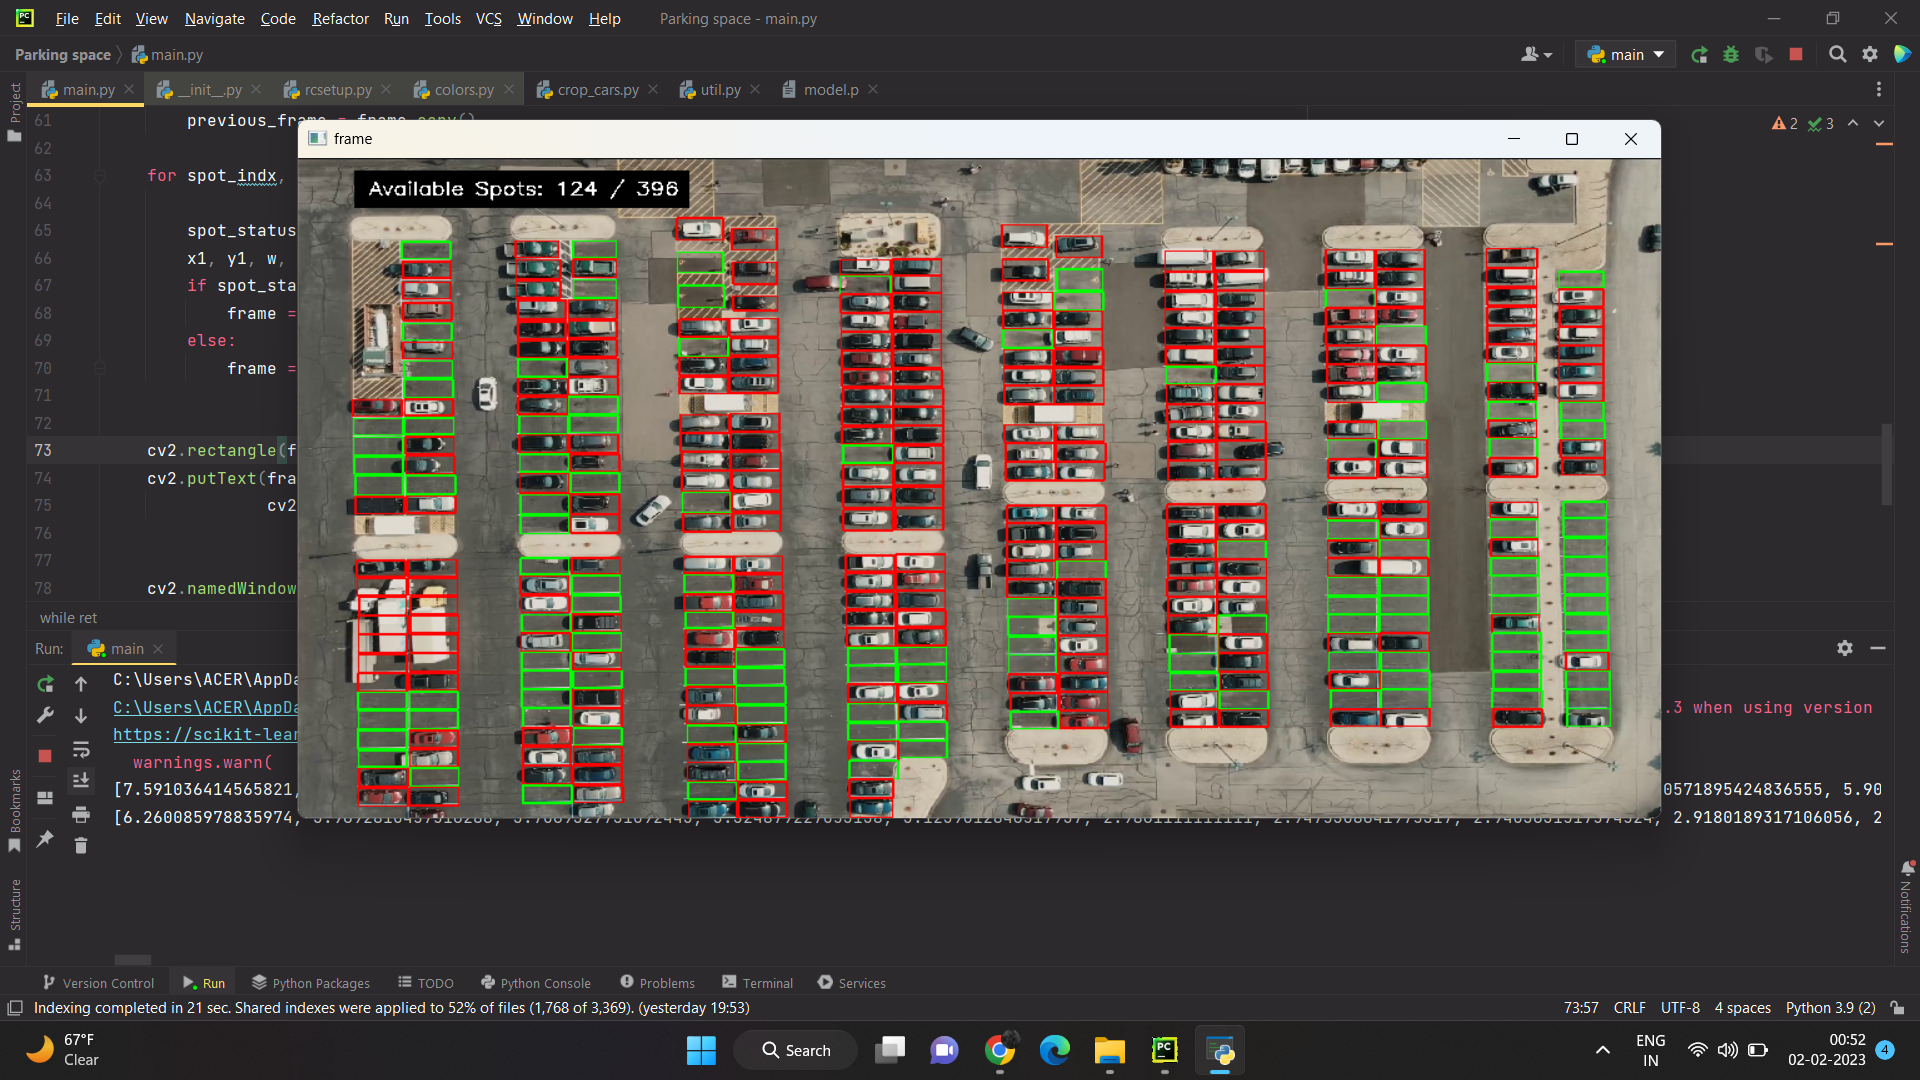 File Edit View Navigate Code Refactor Run Tools VCS Window Help Parking space - main.py
Parking space main.py
main
main.py __init__.py rcsetup.py colors.py crop_cars.py util.py model.p
Project
2 3
61 previous_frame = frame.copy()
62
63 for spot_indx,
64
65 spot_status
66 x1, y1, w,
67 if spot_sta
68 frame =
69 else:
70 frame =
71
72
73 cv2.rectangle(f
74 cv2.putText(fra
75 cv2
76
77
78 cv2.namedWindow
while ret
frame
Available Spots: 124 / 396
Run: main
C:\Users\ACER\AppDa
C:\Users\ACER\AppDa .3 when using version
https://scikit-lear
warnings.warn(
[7.591036414565821, 0571895424836555, 5.90
[6.260085978835974, 2.9180189317106056, 2
Bookmarks
Structure
Notifications
Version Control Run Python Packages TODO Python Console Problems Terminal Services
Indexing completed in 21 sec. Shared indexes were applied to 52% of files (1,768 of 3,369). (yesterday 19:53) 73:57 CRLF UTF-8 4 spaces Python 3.9 (2)
67°F
Clear
Search
ENG
IN
00:52
02-02-2023
4